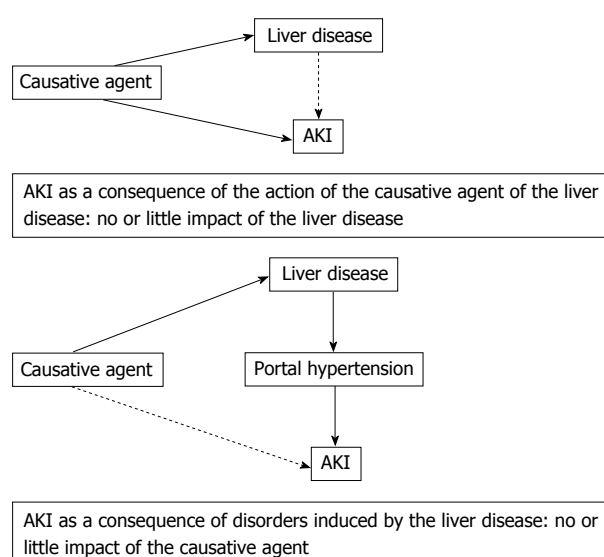 Liver disease
Causative agent
AKI
AKI as a consequence of the action of the causative agent of the liver
disease: no or little impact of the liver disease
Liver disease
Causative agent
Portal hypertension
AKI
AKI as a consequence of disorders induced by the liver disease: no or
little impact of the causative agent